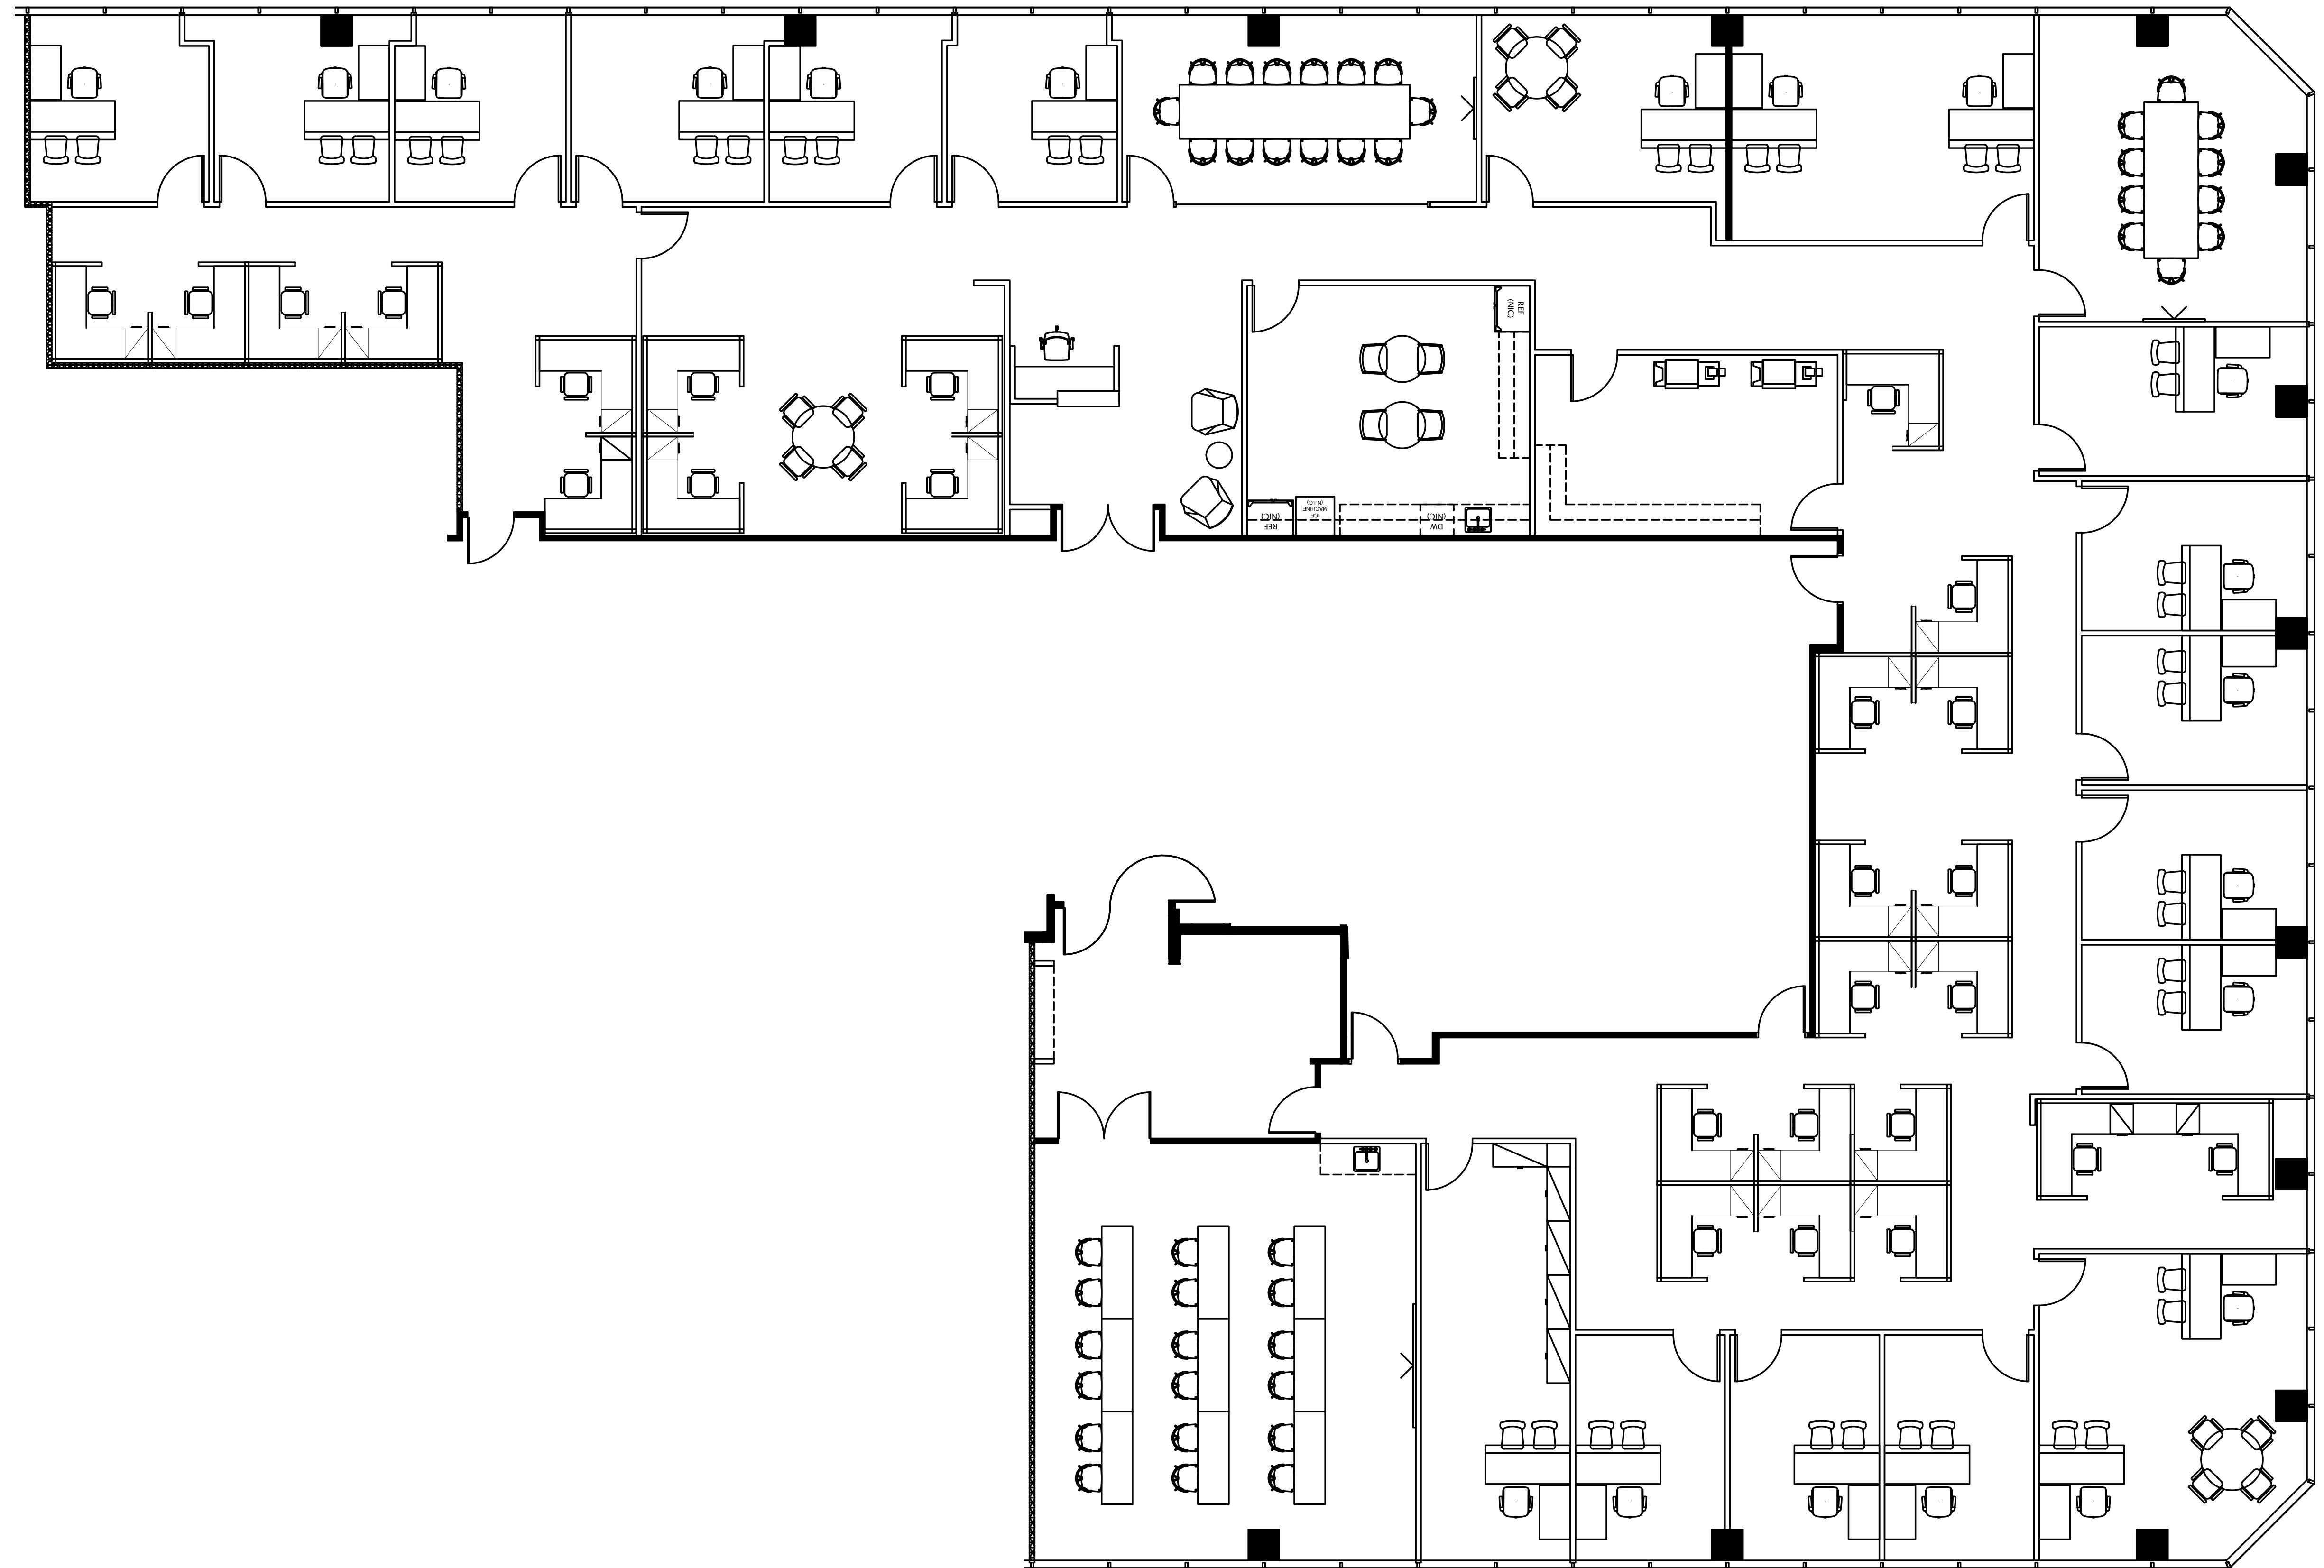 REF
(NIC)
REF
(NIC)
ICE
MACHINE
(N.I.C)
DW
(NIC)